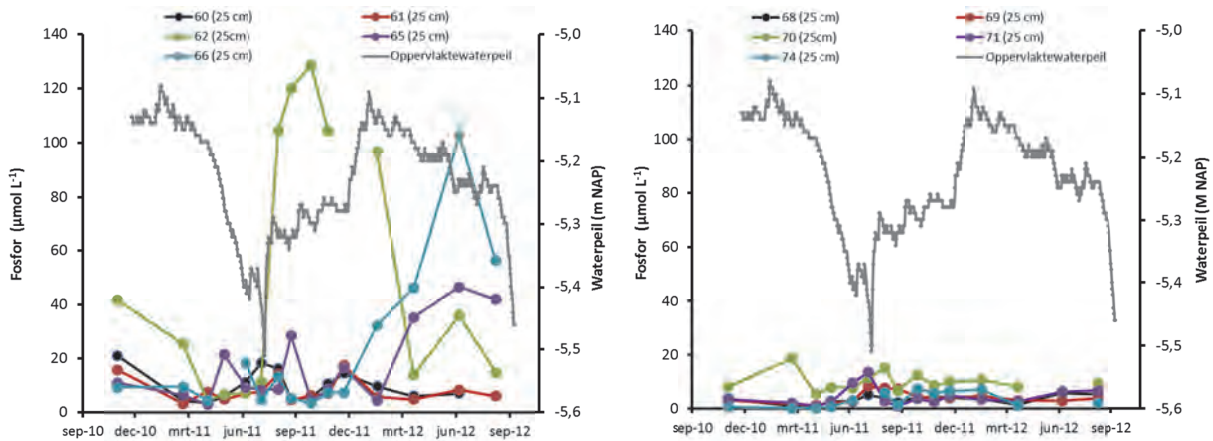 60 (25 cm) 61 (25 cm)
62 (25cm) 65 (25 cm)
66 (25 cm) Oppervlaktewaterpeil
Fosfor (µmol L⁻¹)
140
120
100
80
60
40
20
0
-5,0
-5,1
-5,2
-5,3
-5,4
-5,5
-5,6
Waterpeil (m NAP)
sep-10 dec-10 mrt-11 jun-11 sep-11 dec-11 mrt-12 jun-12 sep-12
68 (25 cm) 69 (25 cm)
70 (25cm) 71 (25 cm)
74 (25 cm) Oppervlaktewaterpeil
Fosfor (µmol L⁻¹)
140
120
100
80
60
40
20
0
-5,0
-5,1
-5,2
-5,3
-5,4
-5,5
-5,6
Waterpeil (M NAP)
sep-10 dec-10 mrt-11 jun-11 sep-11 dec-11 mrt-12 jun-12 sep-12